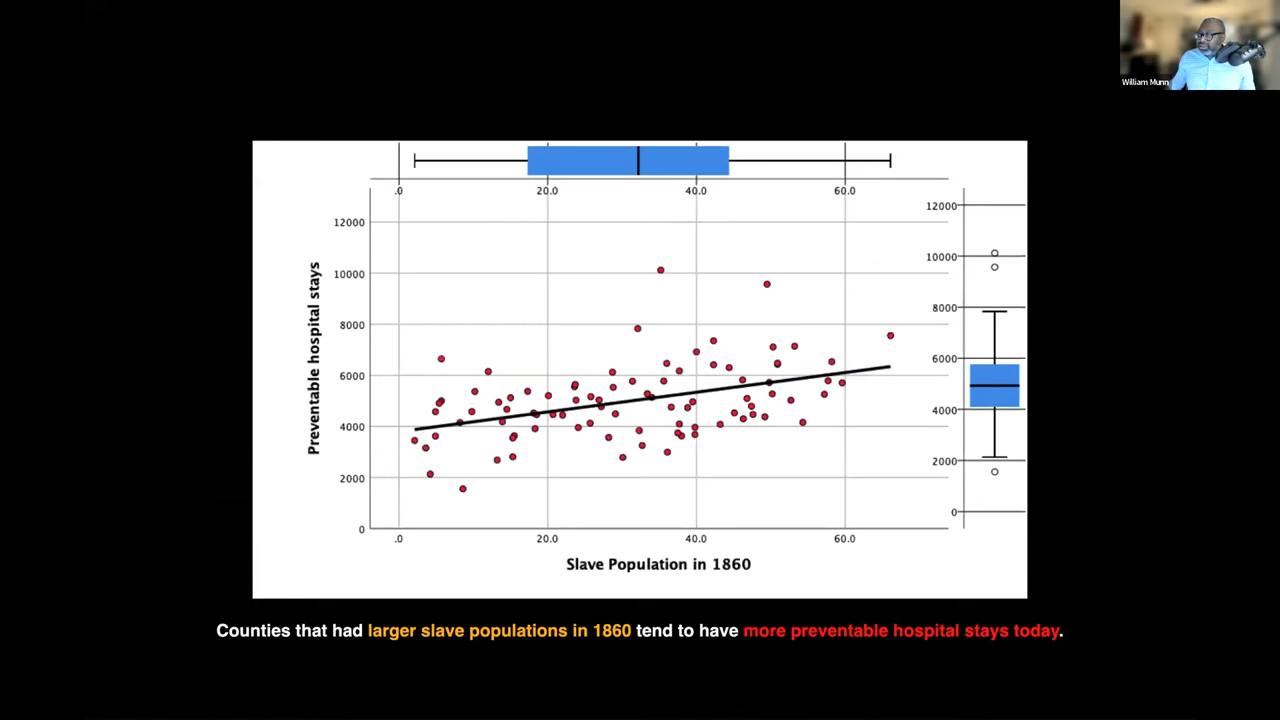 William Munn
.0 20.0 40.0 60.0
12000
10000
8000
6000
4000
2000
0
Preventable hospital stays
.0 20.0 40.0 60.0
Slave Population in 1860
12000
10000
8000
6000
4000
2000
0
Counties that had larger slave populations in 1860 tend to have more preventable hospital stays today.